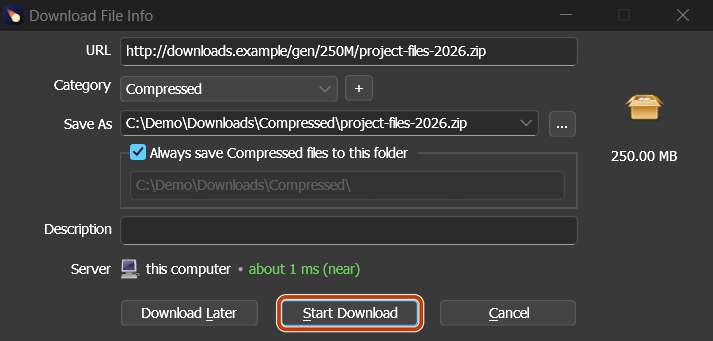 Download File Info
URL http://downloads.example/gen/250M/project-files-2026.zip
Category Compressed +
Save As C:\Demo\Downloads\Compressed\project-files-2026.zip ...
250.00 MB
Always save Compressed files to this folder
C:\Demo\Downloads\Compressed\
Description
Server this computer • about 1 ms (near)
Download Later Start Download Cancel